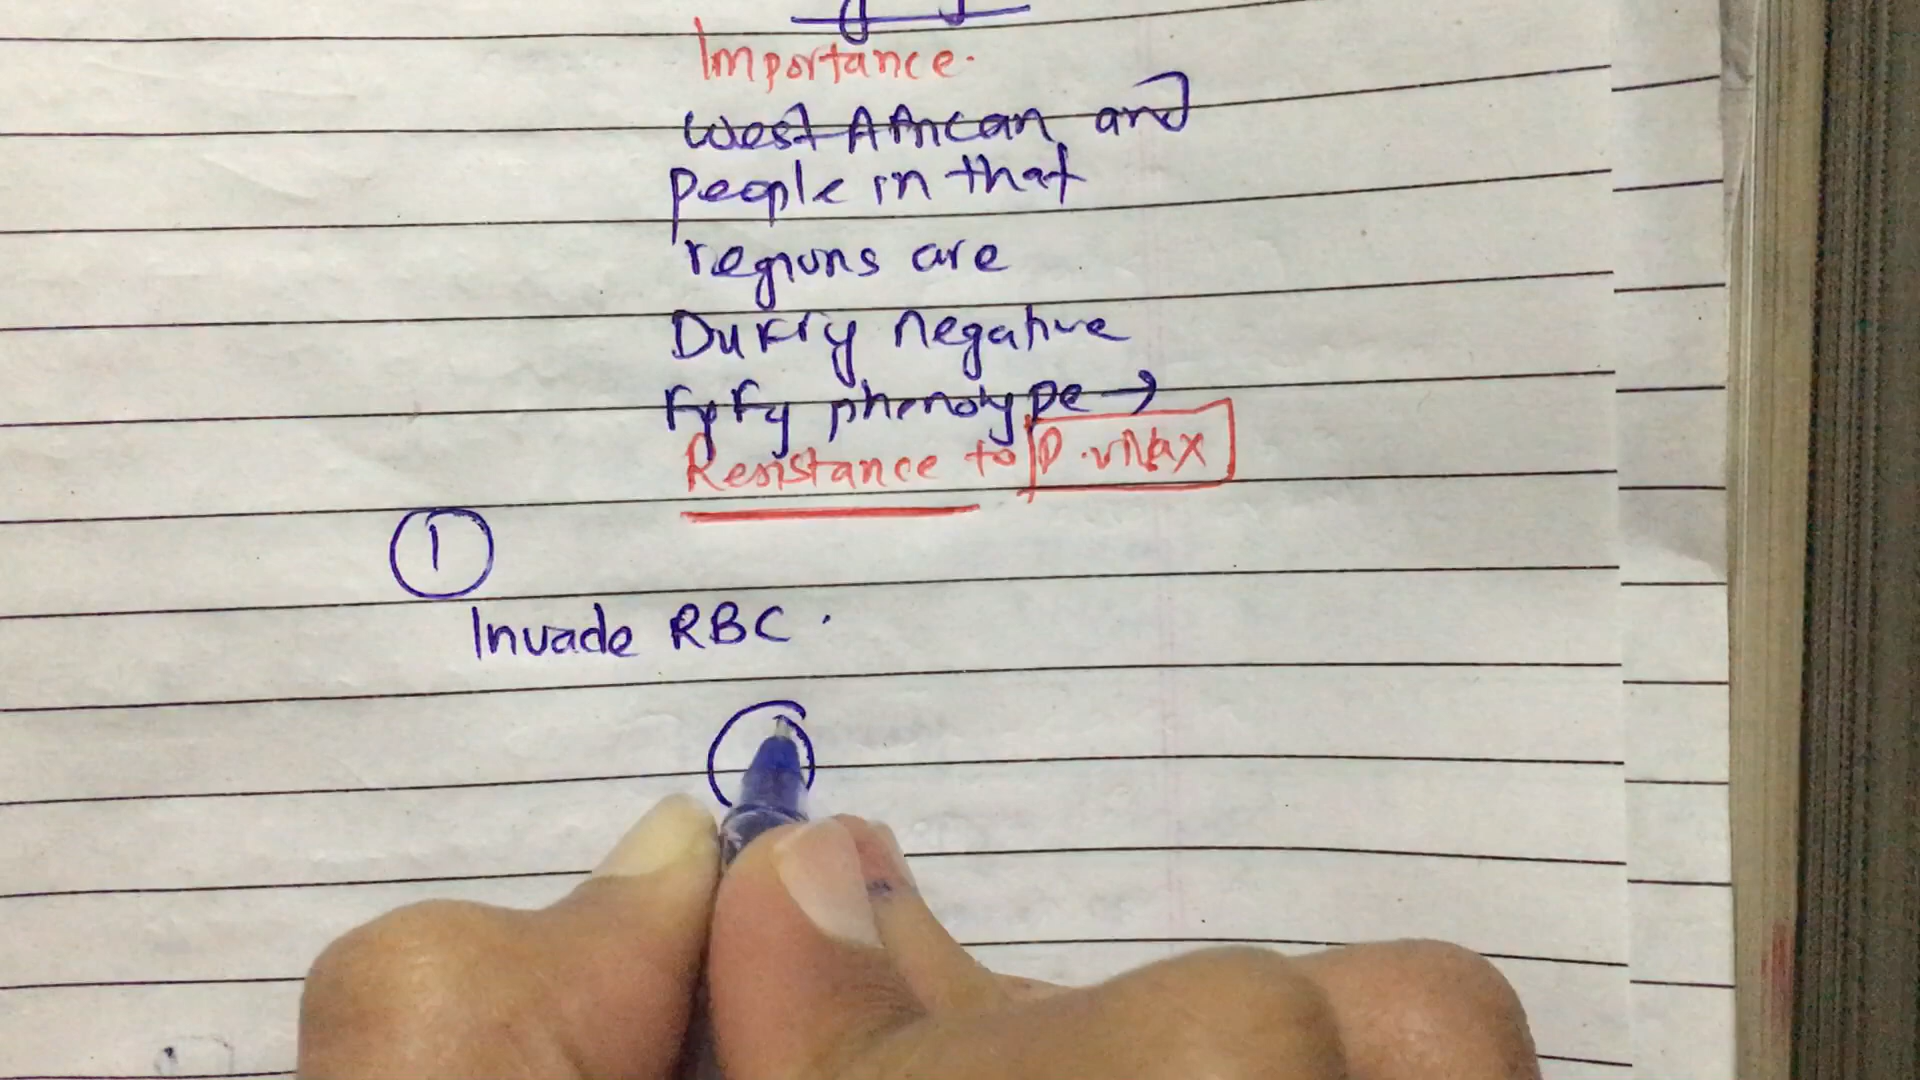 Importance.
West African and
people in that
regions are
Duffy negative
FyFy phenotype →
Resistance to P.vivax
1
Invade RBC.